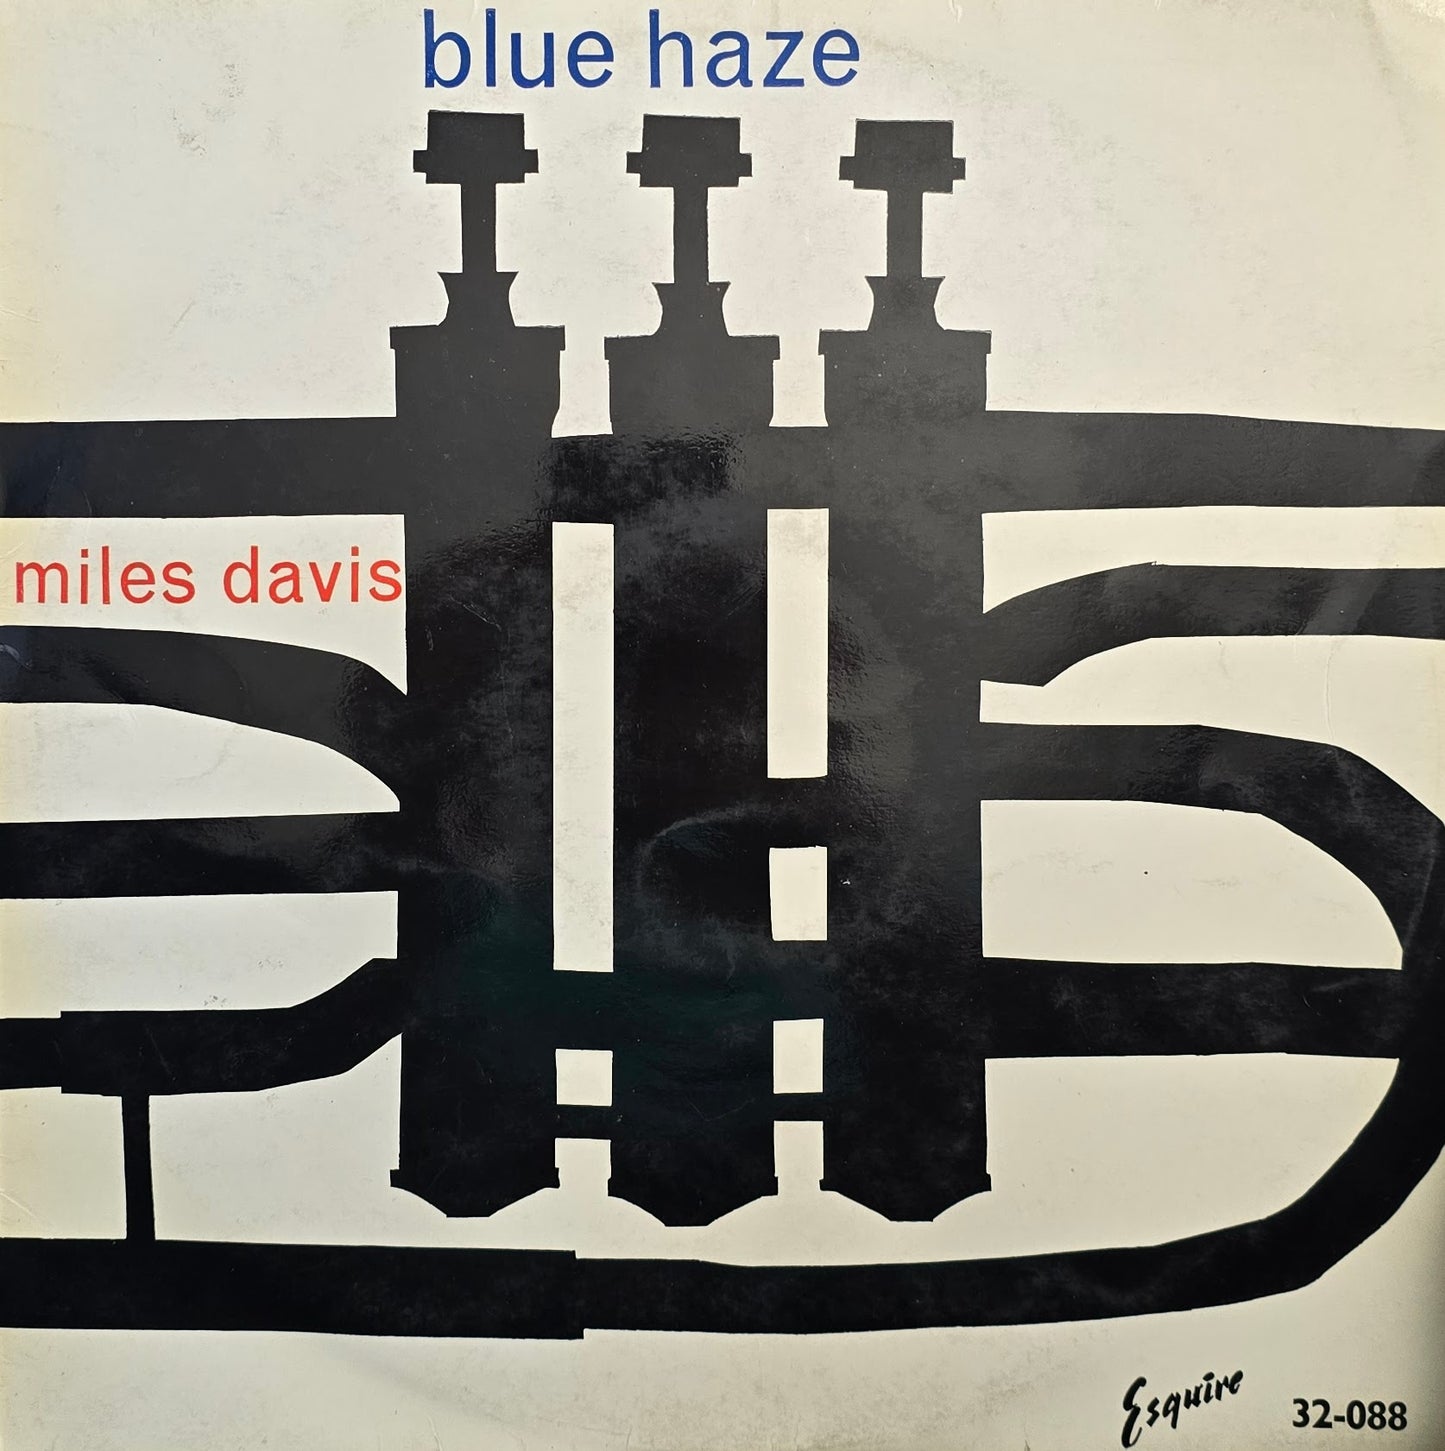 blue haze
miles davis
Esquire 32-088